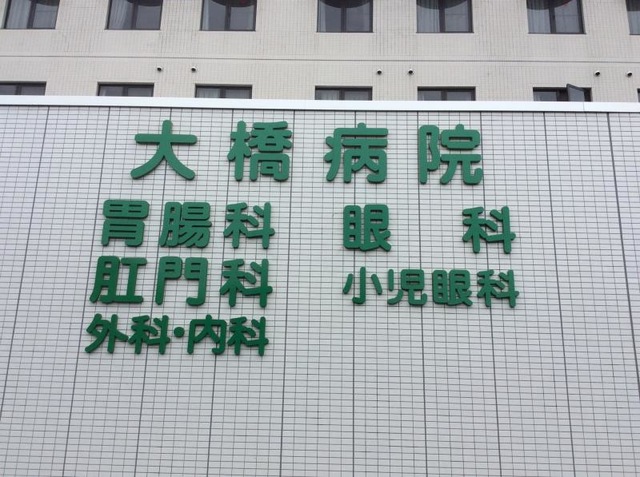 大橋病院
胃腸科 眼科
肛門科 小児眼科
外科・内科